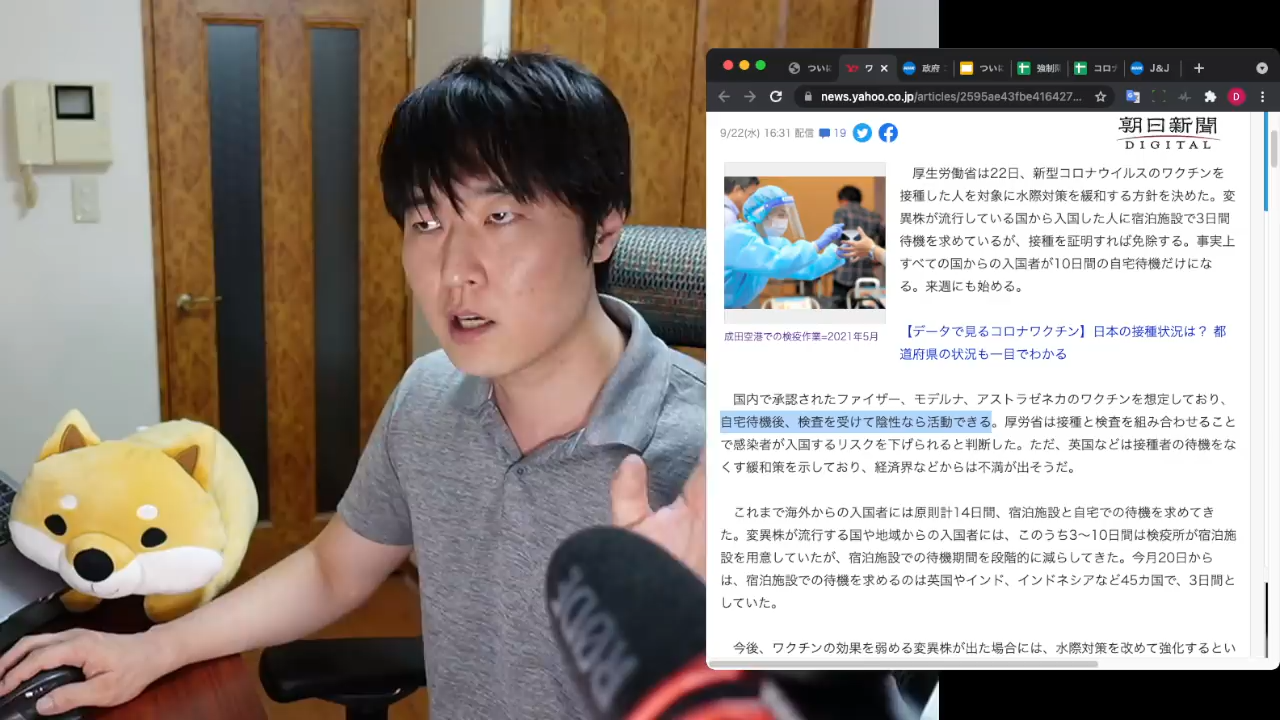 ついに
ワ
政府
ついに
強制隔
コロナ
J&J
news.yahoo.co.jp/articles/2595ae43fbe416427...
D
9/22(水) 16:31 配信 19
朝日新聞
DIGITAL
厚生労働省は22日、新型コロナウイルスのワクチンを
接種した人を対象に水際対策を緩和する方針を決めた。変
異株が流行している国から入国した人に宿泊施設で3日間
待機を求めているが、接種を証明すれば免除する。事実上
すべての国からの入国者が10日間の自宅待機だけにな
る。来週にも始める。
成田空港での検疫作業=2021年5月
【データで見るコロナワクチン】日本の接種状況は？ 都
道府県の状況も一目でわかる
国内で承認されたファイザー、モデルナ、アストラゼネカのワクチンを想定しており、
自宅待機後、検査を受けて陰性なら活動できる。厚労省は接種と検査を組み合わせること
で感染者が入国するリスクを下げられると判断した。ただ、英国などは接種者の待機をな
くす緩和策を示しており、経済界などからは不満が出そうだ。
これまで海外からの入国者には原則計14日間、宿泊施設と自宅での待機を求めてき
た。変異株が流行する国や地域からの入国者には、このうち3〜10日間は検疫所が宿泊施
設を用意していたが、宿泊施設での待機期間を段階的に減らしてきた。今月20日から
は、宿泊施設での待機を求めるのは英国やインド、インドネシアなど45カ国で、3日間と
していた。
今後、ワクチンの効果を弱める変異株が出た場合には、水際対策を改めて強化するとい
RODE